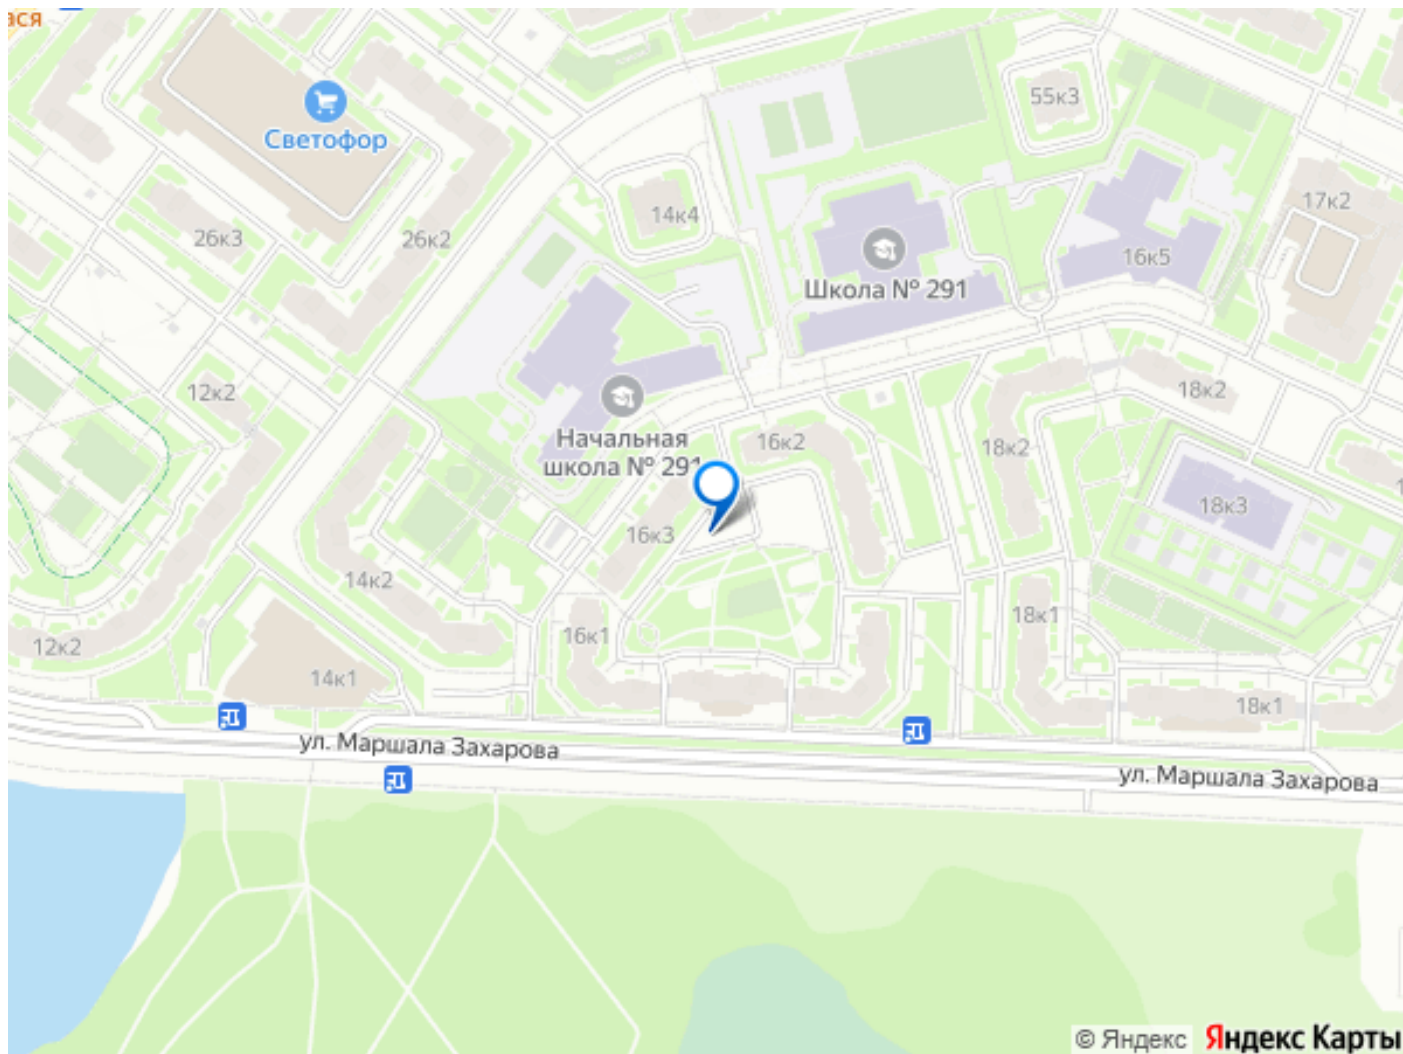 ася
Светофор
55к3
17к2
14к4
26к3
26к2
16к5
Школа № 291
12к2
18к2
Начальная
школа № 291
16к2
18к2
18к3
16к3
14к2
18к1
16к1
12к2
14к1
18к1
ул. Маршала Захарова
ул. Маршала Захарова
© Яндекс Яндекс Карты